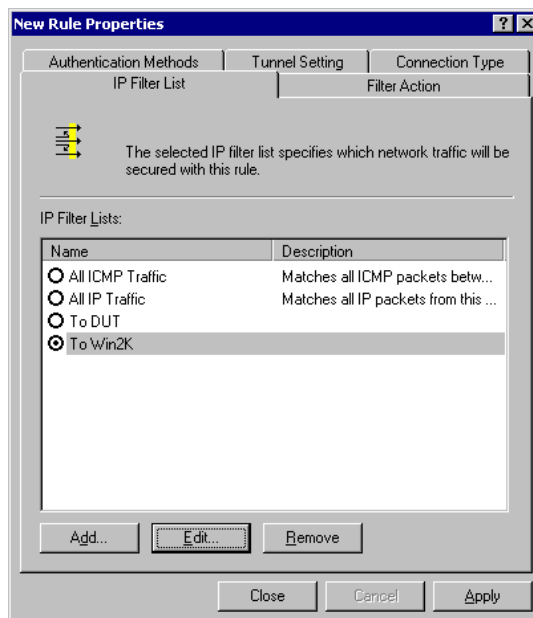 New Rule Properties
Authentication Methods Tunnel Setting Connection Type
IP Filter List Filter Action
The selected IP filter list specifies which network traffic will be
secured with this rule.
IP Filter Lists:
Name Description
All ICMP Traffic Matches all ICMP packets betw...
All IP Traffic Matches all IP packets from this ...
To DUT
To Win2K
Add... Edit... Remove
Close Cancel Apply